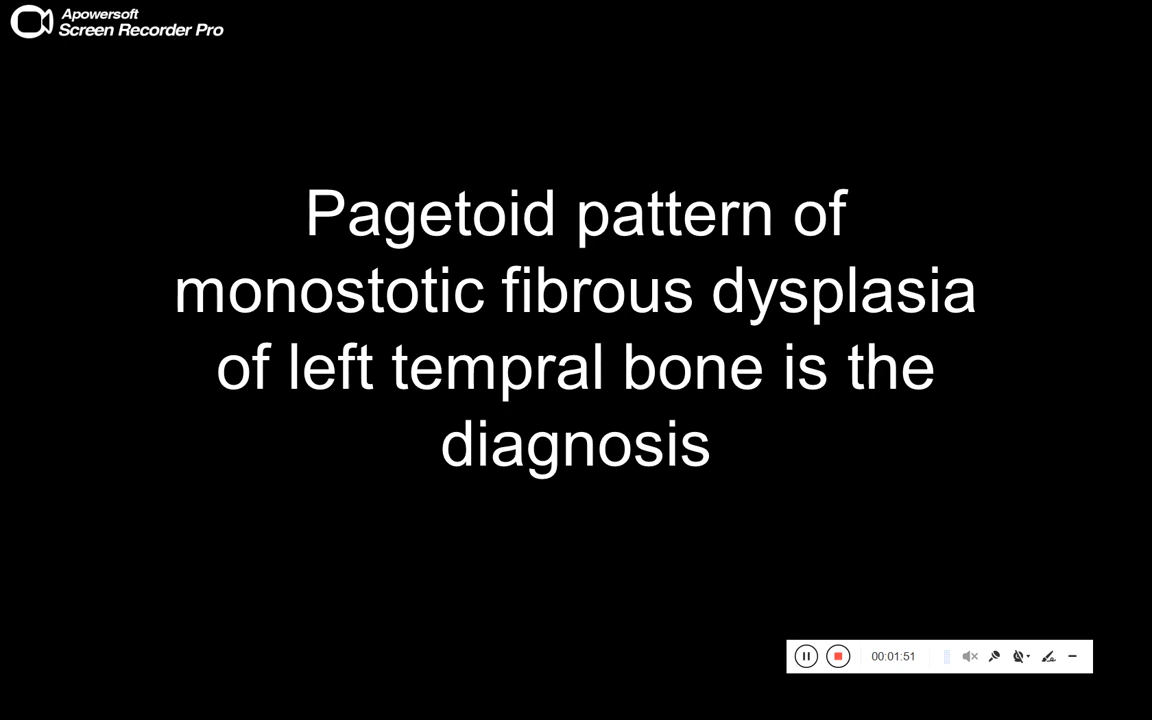 Apowersoft
Screen Recorder Pro
Pagetoid pattern of
monostotic fibrous dysplasia
of left tempral bone is the
diagnosis
00:01:51